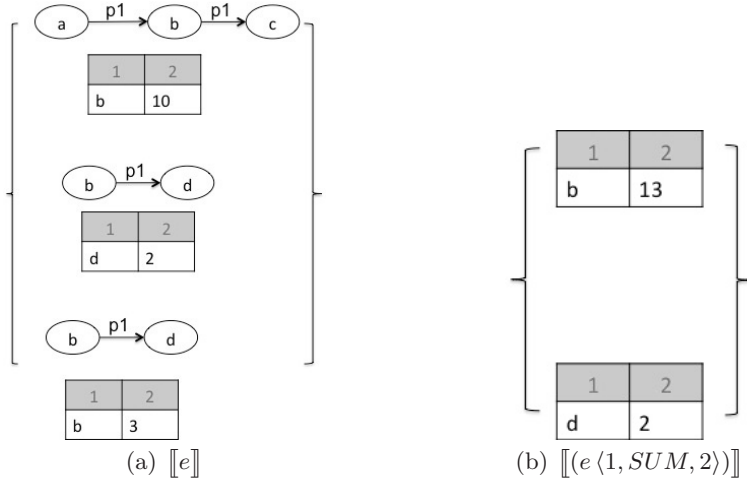 p1 p1
a b c
1 2
b 10
p1
b d
1 2
d 2
p1
b d
1 2
b 3
(a) ⟦e⟧
1 2
b 13
1 2
d 2
(b) ⟦(e ⟨1, SUM, 2⟩)⟧